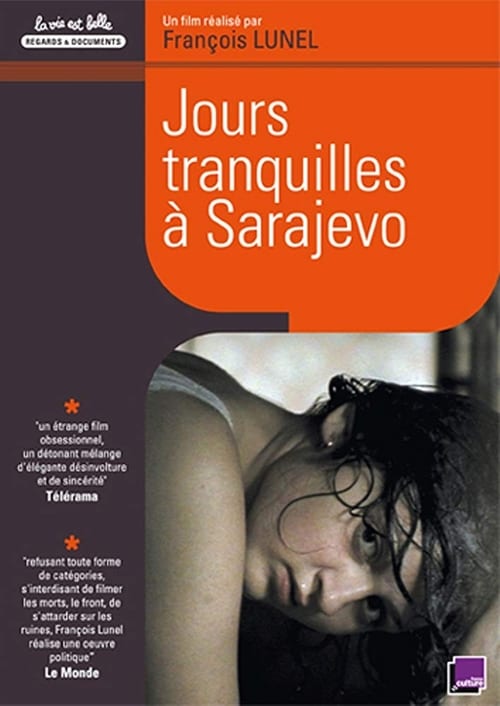 la vie est belle
REGARDS & DOCUMENTS
Un film réalisé par
François LUNEL
Jours
tranquilles
à Sarajevo
*
"un étrange film
obsessionnel,
un détonant mélange
d'élégante désinvolture
et de sincérité"
Télérama
*
"refusant toute forme
de catégories,
s'interdisant de filmer
les morts, le front, de
s'attarder sur les
ruines, François Lunel
réalise une oeuvre
politique"
Le Monde
france
culture